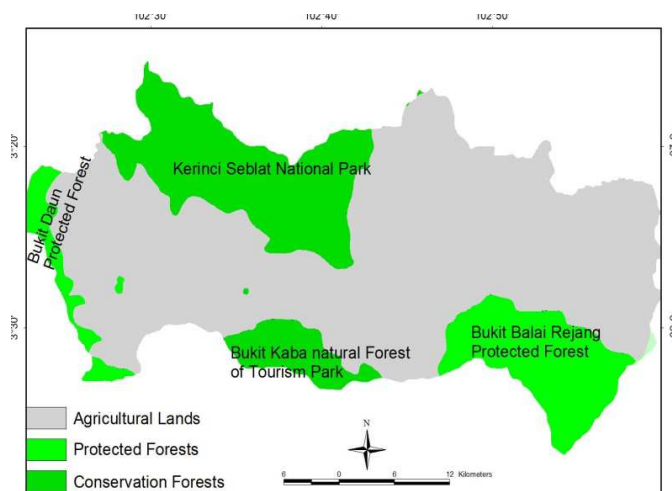 102°30' 102°40' 102°50'
3°20'
3°30'
Kerinci Seblat National Park
Bukit Daun
Protected Forest
Bukit Kaba natural Forest
of Tourism Park
Bukit Balai Rejang
Protected Forest
Agricultural Lands
Protected Forests
Conservation Forests
N
6 0 6 12 Kilometers